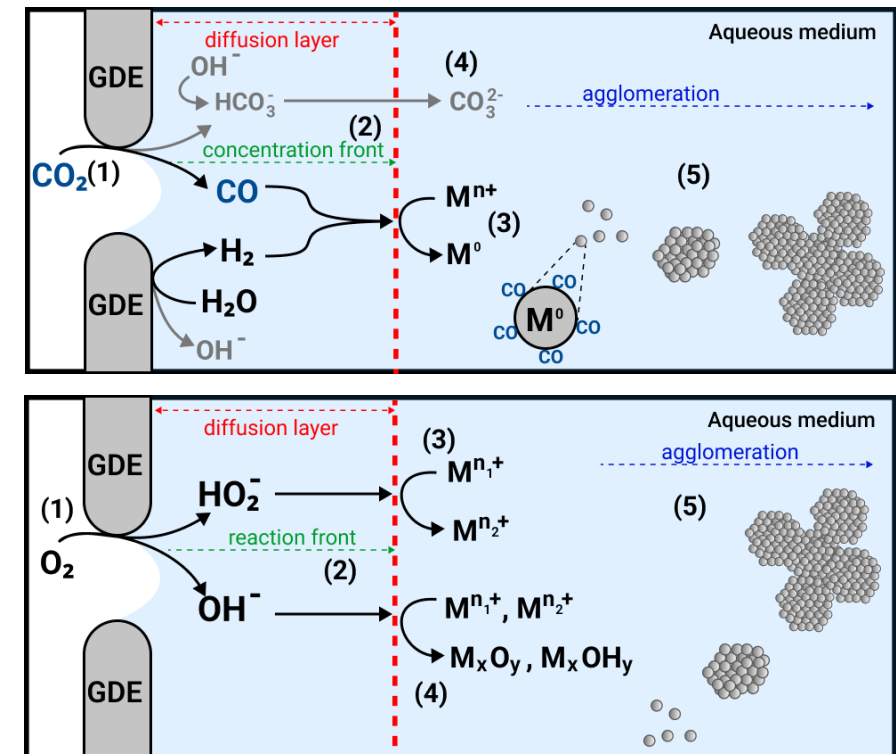 Aqueous medium
diffusion layer
GDE
OH⁻
(4)
HCO₃⁻
CO₃²⁻
agglomeration
(2)
concentration front
CO₂(1)
CO
(5)
Mⁿ⁺
(3)
M⁰
H₂
H₂O
GDE
OH⁻
CO
CO
M⁰
CO
CO
CO
Aqueous medium
diffusion layer
(3)
agglomeration
GDE
Mⁿ₁⁺
HO₂⁻
(1)
(5)
Mⁿ₂⁺
reaction front
O₂
(2)
OH⁻
Mⁿ₁⁺, Mⁿ₂⁺
MₓOᵧ, MₓOHᵧ
GDE
(4)